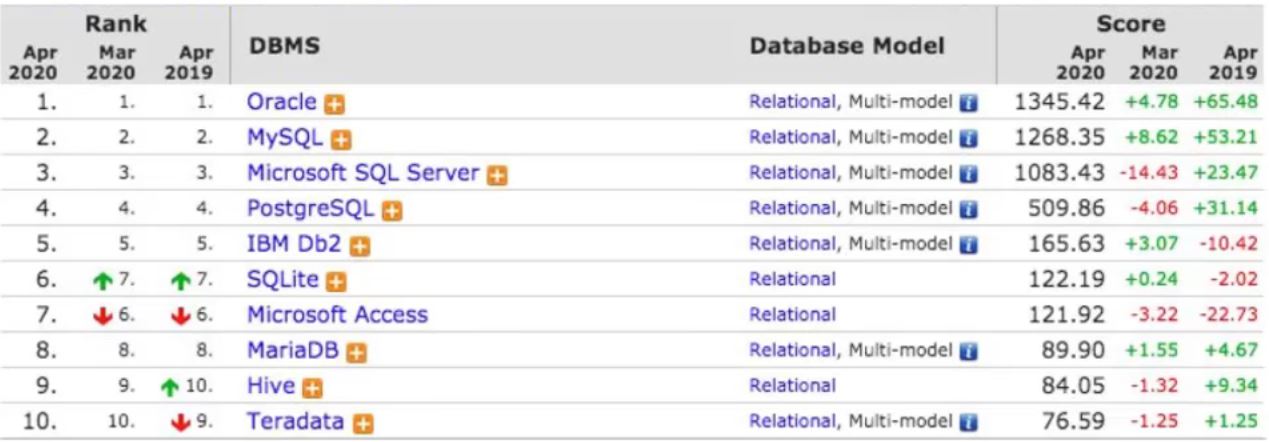 Rank Score
Apr 2020 Mar 2020 Apr 2019 DBMS Database Model Apr 2020 Mar 2020 Apr 2019
1. 1. 1. Oracle Relational, Multi-model 1345.42 +4.78 +65.48
2. 2. 2. MySQL Relational, Multi-model 1268.35 +8.62 +53.21
3. 3. 3. Microsoft SQL Server Relational, Multi-model 1083.43 -14.43 +23.47
4. 4. 4. PostgreSQL Relational, Multi-model 509.86 -4.06 +31.14
5. 5. 5. IBM Db2 Relational, Multi-model 165.63 +3.07 -10.42
6. 7. 7. SQLite Relational 122.19 +0.24 -2.02
7. 6. 6. Microsoft Access Relational 121.92 -3.22 -22.73
8. 8. 8. MariaDB Relational, Multi-model 89.90 +1.55 +4.67
9. 9. 10. Hive Relational 84.05 -1.32 +9.34
10. 10. 9. Teradata Relational, Multi-model 76.59 -1.25 +1.25